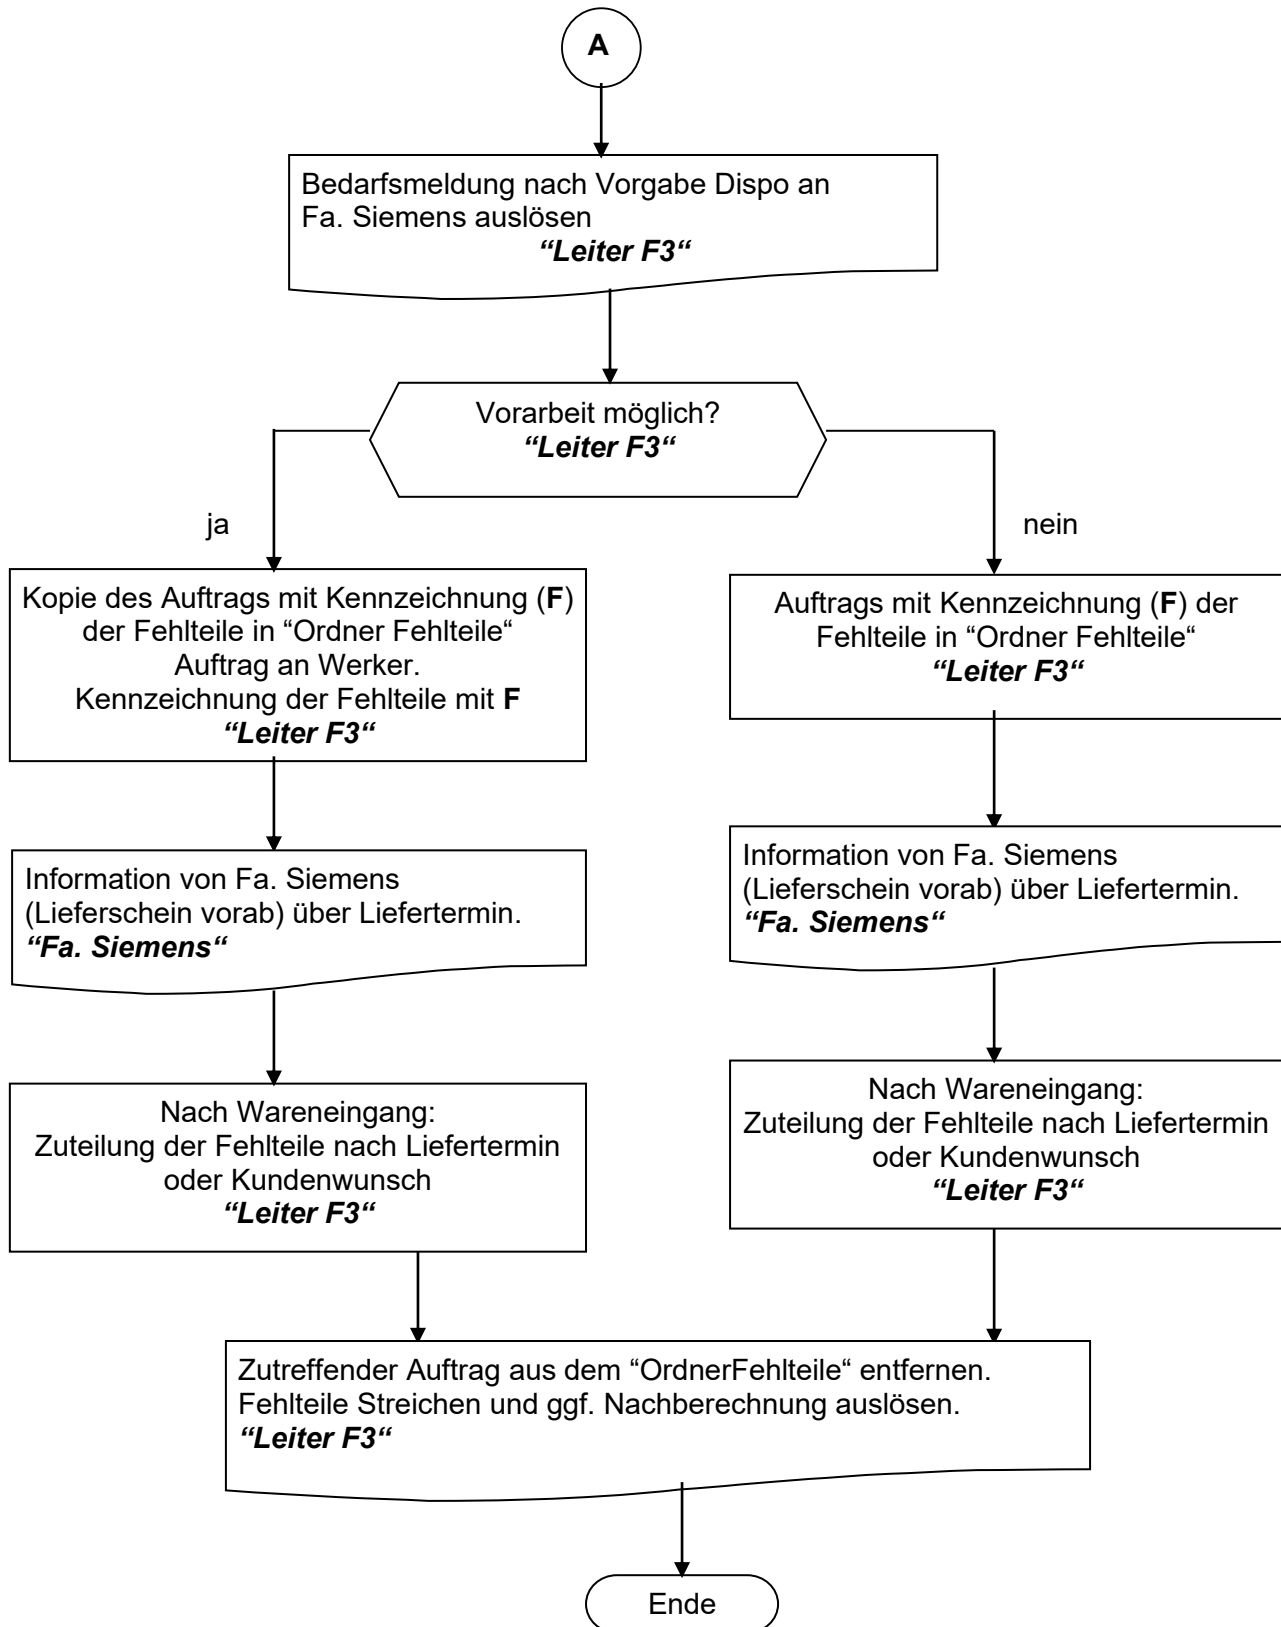 A
Bedarfsmeldung nach Vorgabe Dispo an
Fa. Siemens auslösen
“Leiter F3“
Vorarbeit möglich?
“Leiter F3“
ja
nein
Kopie des Auftrags mit Kennzeichnung (F)
der Fehlteile in “Ordner Fehlteile“
Auftrag an Werker.
Kennzeichnung der Fehlteile mit F
“Leiter F3“
Auftrags mit Kennzeichnung (F) der
Fehlteile in “Ordner Fehlteile“
“Leiter F3“
Information von Fa. Siemens
(Lieferschein vorab) über Liefertermin.
“Fa. Siemens“
Information von Fa. Siemens
(Lieferschein vorab) über Liefertermin.
“Fa. Siemens“
Nach Wareneingang:
Zuteilung der Fehlteile nach Liefertermin
oder Kundenwunsch
“Leiter F3“
Nach Wareneingang:
Zuteilung der Fehlteile nach Liefertermin
oder Kundenwunsch
“Leiter F3“
Zutreffender Auftrag aus dem “OrdnerFehlteile“ entfernen.
Fehlteile Streichen und ggf. Nachberechnung auslösen.
“Leiter F3“
Ende